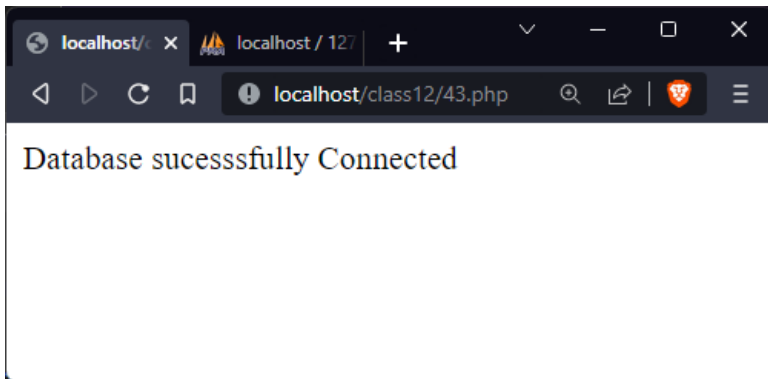 localhost/c
localhost / 127
localhost/class12/43.php
Database sucesssfully Connected